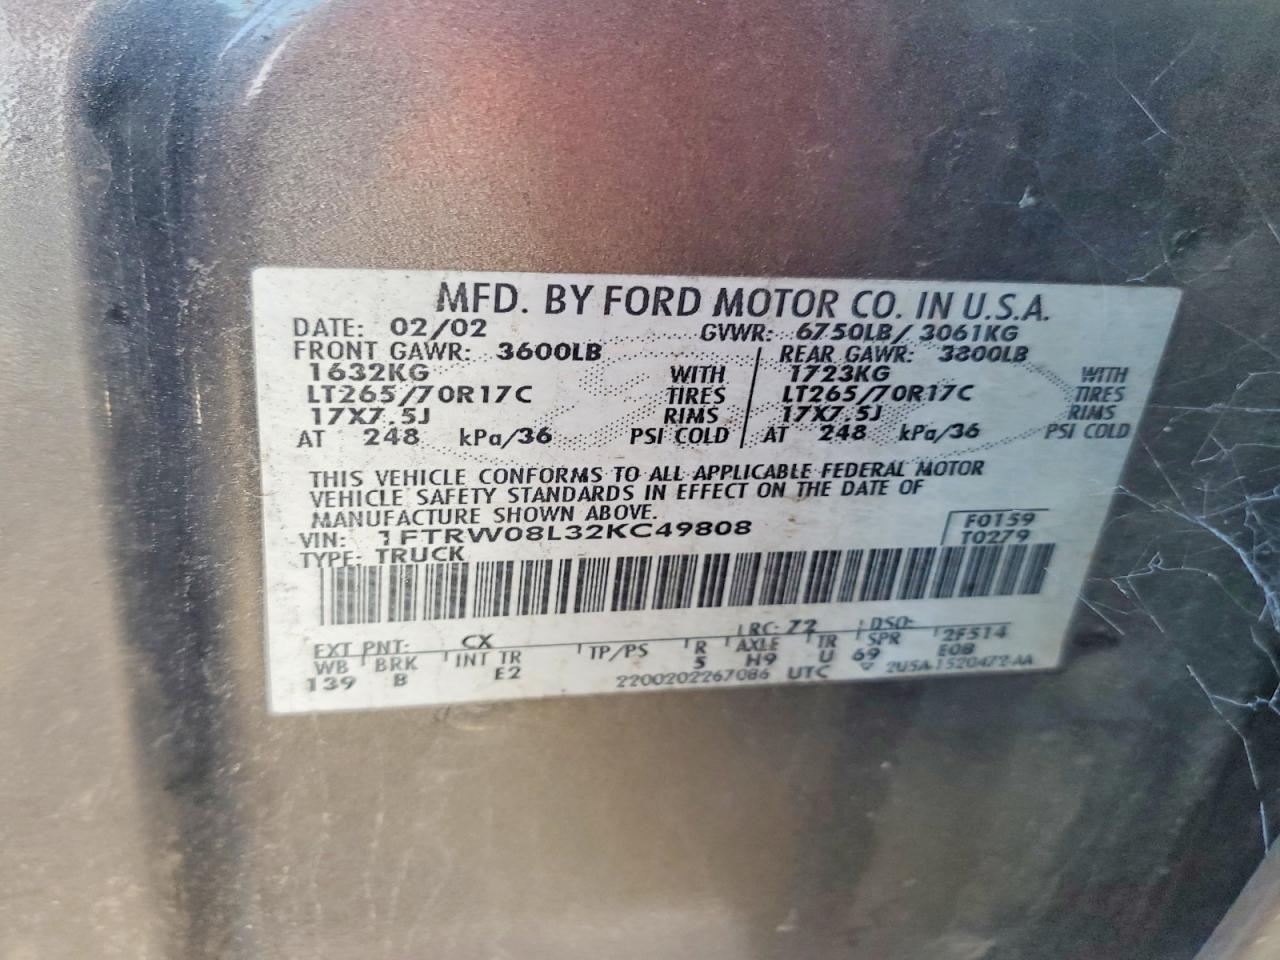 MFD. BY FORD MOTOR CO. IN U.S.A.
DATE: 02/02 GVWR: 6750LB/ 3061KG
FRONT GAWR: 3600LB REAR GAWR: 3800LB
1632KG WITH 1723KG WITH
LT265/70R17C TIRES LT265/70R17C TIRES
17X7.5J RIMS 17X7.5J RIMS
AT 248 kPa/36 PSI COLD AT 248 kPa/36 PSI COLD
THIS VEHICLE CONFORMS TO ALL APPLICABLE FEDERAL MOTOR
VEHICLE SAFETY STANDARDS IN EFFECT ON THE DATE OF
MANUFACTURE SHOWN ABOVE.
VIN: 1FTRW08L32KC49808 F0159
TYPE: TRUCK T0279
EXT PNT: CX LRC: 72 DSO: 2F514
WB BRK INT TR TP/PS R AXLE TR SPR E0B
139 B E2 5 H9 U 69
2200202267086 UTC ▽ 2U5A-1520472-AA